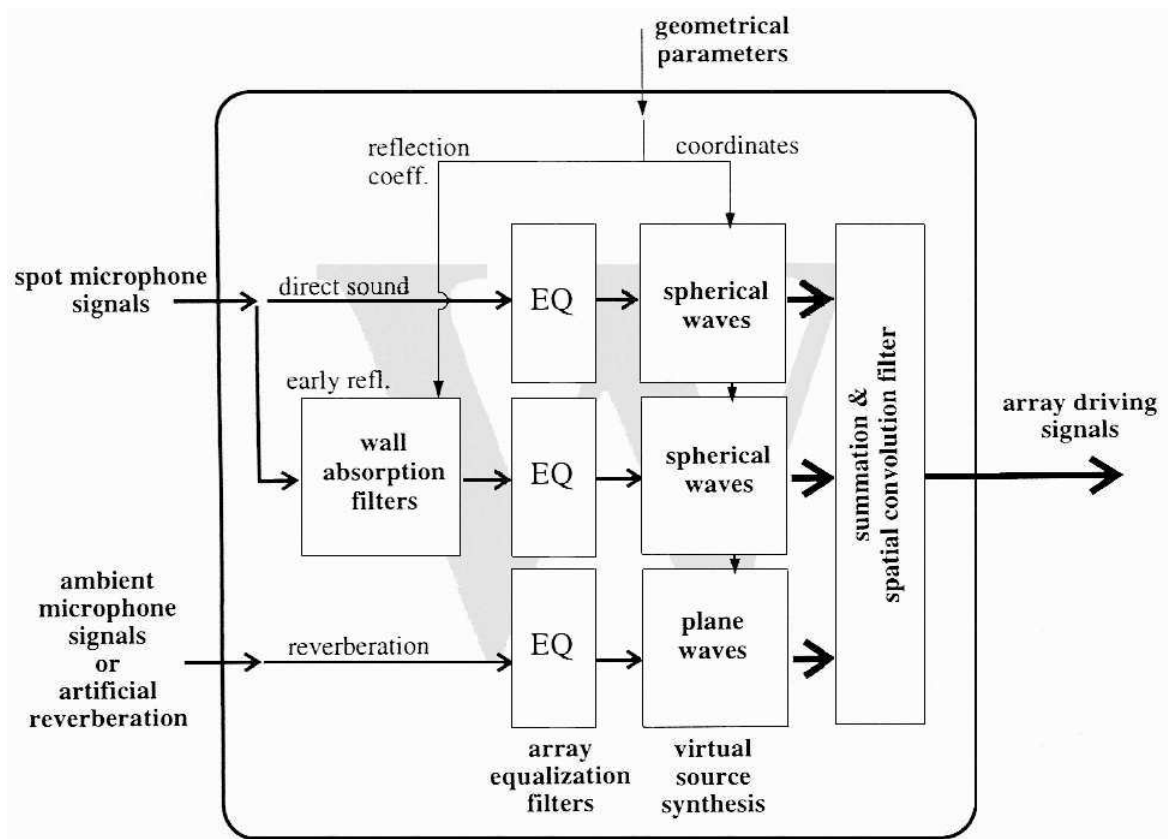 geometrical
parameters
reflection
coeff.
coordinates
spot microphone
signals
direct sound
EQ
spherical
waves
early refl.
wall
absorption
filters
EQ
spherical
waves
summation &
spatial convolution filter
array driving
signals
ambient
microphone
signals
or
artificial
reverberation
reverberation
EQ
plane
waves
array
equalization
filters
virtual
source
synthesis
W